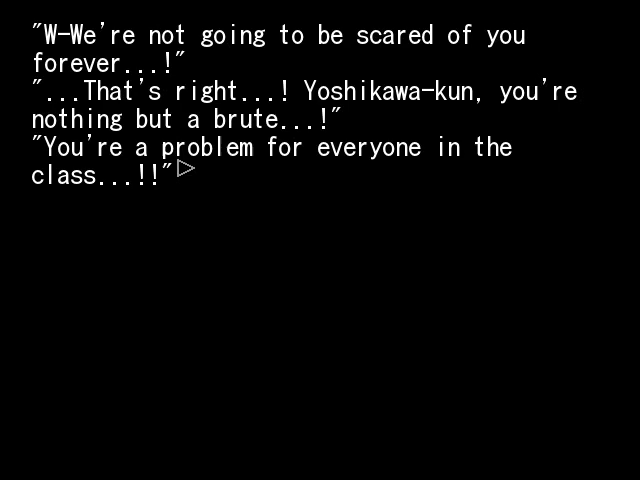 "W-We're not going to be scared of you
forever...!"
"...That's right...! Yoshikawa-kun, you're
nothing but a brute...!"
"You're a problem for everyone in the
class...!!"